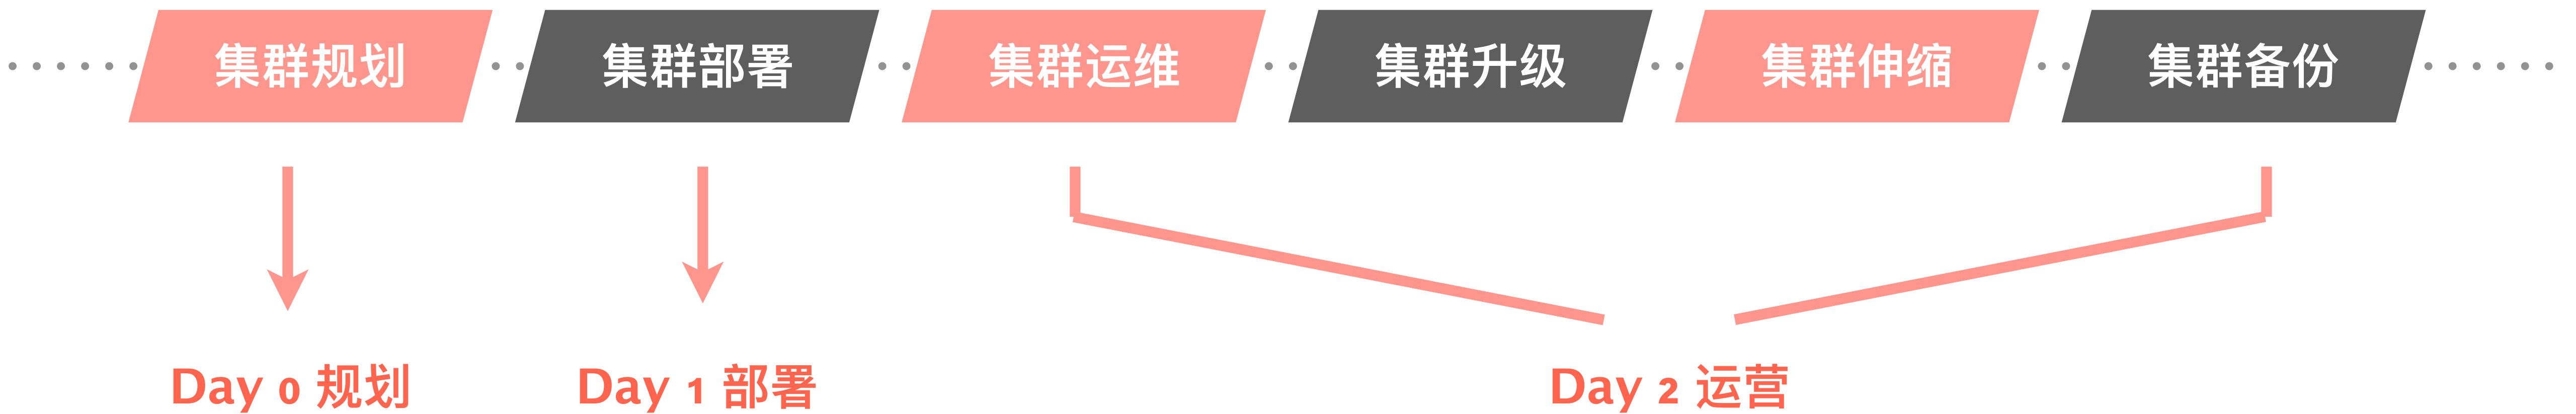 集群规划
集群部署
集群运维
集群升级
集群伸缩
集群备份
Day 0 规划
Day 1 部署
Day 2 运营